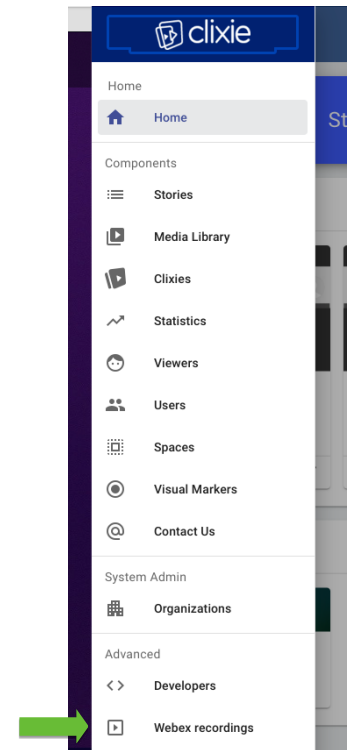 clixie
Home
Home
St
Components
Stories
Media Library
Clixies
Statistics
Viewers
Users
Spaces
Visual Markers
Contact Us
System Admin
Organizations
Advanced
Developers
Webex recordings